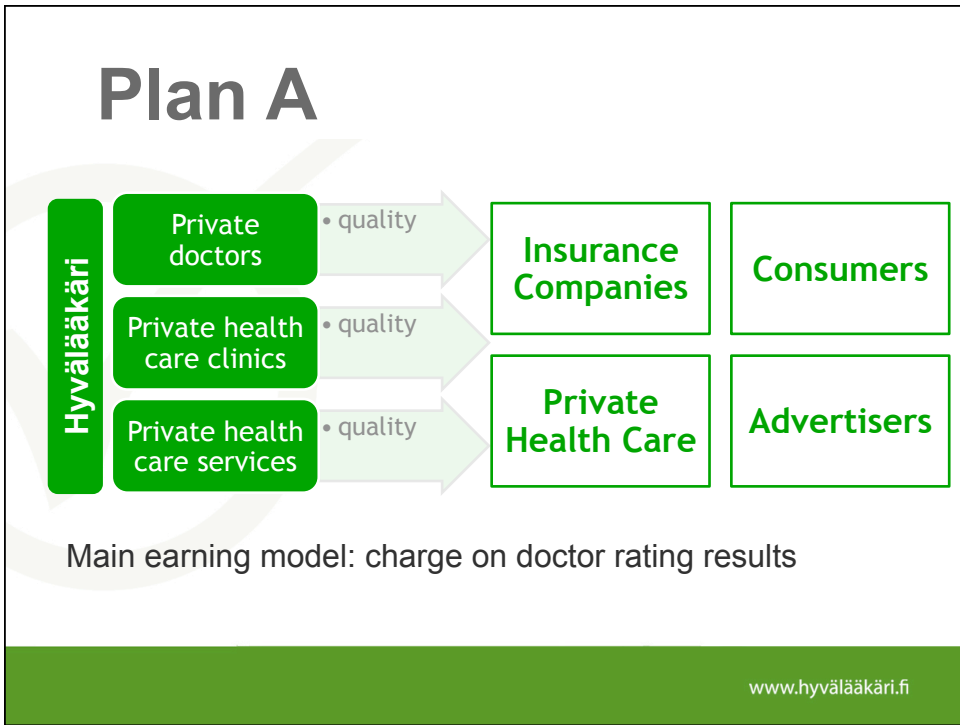 Plan A
Hyvälääkäri
Private
doctors
• quality
Private health
care clinics
• quality
Private health
care services
• quality
Insurance
Companies
Consumers
Private
Health Care
Advertisers
Main earning model: charge on doctor rating results
www.hyvälääkäri.fi